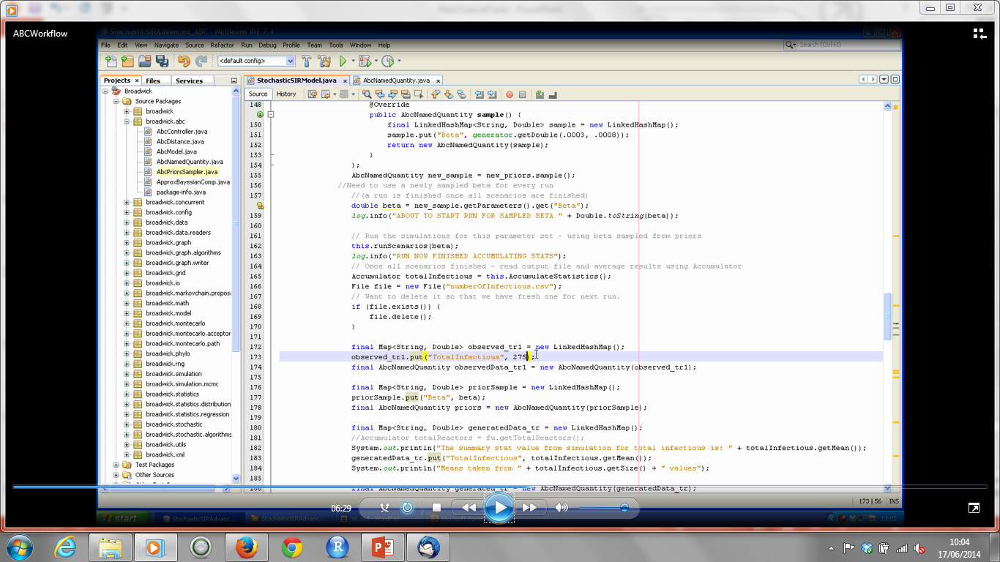 ABCWorkflow
StochasticSIRAdvanced_ABC - NetBeans IDE 7.4
File Edit View Navigate Source Refactor Run Debug Profile Team Tools Window Help
Search (Ctrl+I)
<default config>
Projects × Files Services
StochasticSIRModel.java × AbcNamedQuantity.java ×
Source History
Broadwick
Source Packages
broadwick
broadwick.abc
AbcController.java
AbcDistance.java
AbcModel.java
AbcNamedQuantity.java
AbcPriorsSampler.java
ApproxBayesianComp.java
package-info.java
broadwick.concurrent
broadwick.config
broadwick.data
broadwick.data.readers
broadwick.graph
broadwick.graph.algorithms
broadwick.graph.writer
broadwick.grid
broadwick.io
broadwick.markovchain.propos
broadwick.math
broadwick.model
broadwick.montecarlo
broadwick.montecarlo.acceptor
broadwick.montecarlo.path
broadwick.phylo
broadwick.rng
broadwick.simulation
broadwick.simulation.mcmc
broadwick.statistics
broadwick.statistics.distribution
broadwick.statistics.regression
broadwick.stochastic
broadwick.stochastic.algorithms
broadwick.utils
broadwick.xml
Test Packages
Other Sources
148 @Override
public AbcNamedQuantity sample() {
150 final LinkedHashMap<String, Double> sample = new LinkedHashMap();
151 sample.put("Beta", generator.getDouble(.0003, .0008));
152 return new AbcNamedQuantity(sample);
153 }
154 };
155 AbcNamedQuantity new_sample = new_priors.sample();
156 //Need to use a newly sampled beta for every run
157 //(a run is finished once all scenarios are finished)
double beta = new_sample.getParameters().get("Beta");
159 log.info("ABOUT TO START RUN FOR SAMPLED BETA " + Double.toString(beta));
160
161 // Run the simulations for this parameter set - using beta sampled from priors
162 this.runScenarios(beta);
163 log.info("RUN NOW FINISHED ACCUMULATING STATS");
164 // Once all scenarios finished - read output file and average results using Accumulator
165 Accumulator totalInfectious = this.AccumulateStatistics();
166 File file = new File("numberOfInfectious.csv");
167 // Want to delete it so that we have fresh one for next run.
168 if (file.exists()) {
169 file.delete();
170 }
171
172 final Map<String, Double> observed_tr1 = new LinkedHashMap();
173 observed_tr1.put("TotalInfectious", 275);
174 final AbcNamedQuantity observedData_tr1 = new AbcNamedQuantity(observed_tr1);
175
176 final Map<String, Double> priorSample = new LinkedHashMap();
177 priorSample.put("Beta", beta);
178 final AbcNamedQuantity priors = new AbcNamedQuantity(priorSample);
179
180 final Map<String, Double> generatedData_tr = new LinkedHashMap();
181 //Accumulator totalReactors = fu.getTotalReactors();
182 System.out.println("The summary stat value from simulation for total infectious is: " + totalInfectious.getMean());
183 generatedData_tr.put("TotalInfectious", totalInfectious.getMean());
184 System.out.println("Means taken from " + totalInfectious.getSize() + " values");
185
186 final AbcNamedQuantity generated_tr = new AbcNamedQuantity(generatedData_tr);
173 | 56 INS
06:29
start StochasticSIRAdvanc... StochasticSIRAdvanc... WordPad Microsoft 13:02
10:04
17/06/2014